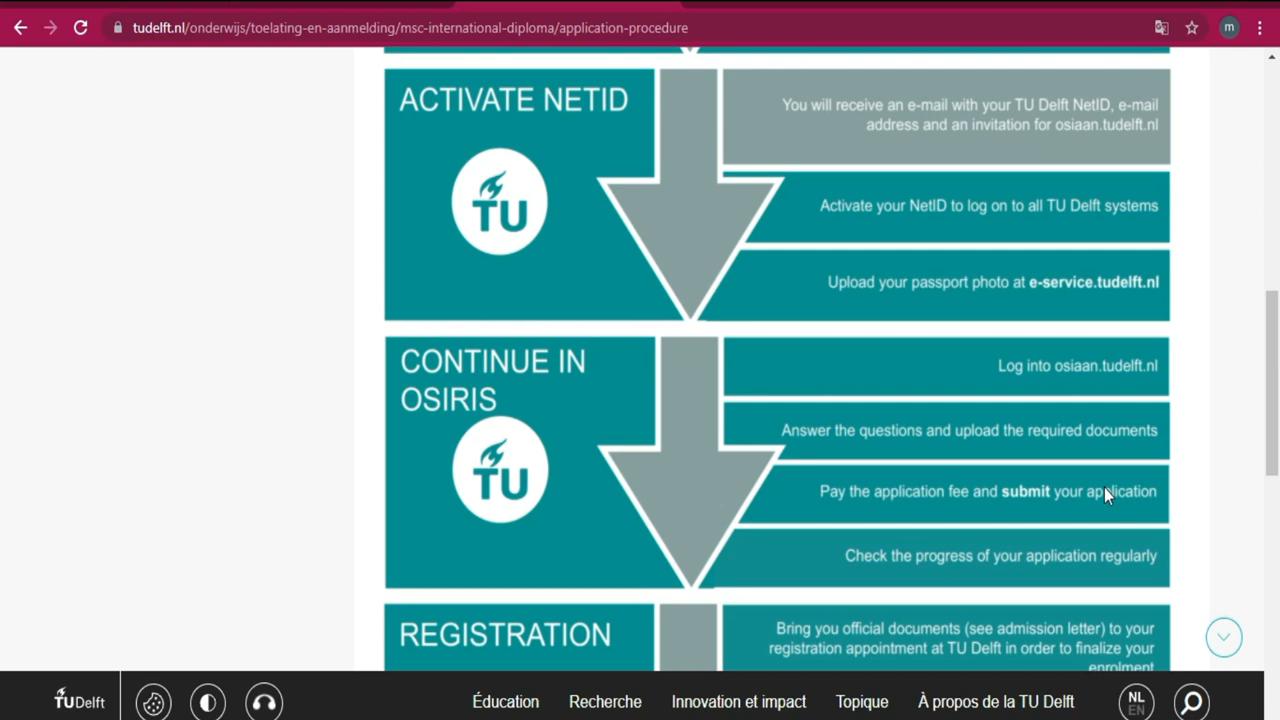 tudelft.nl/onderwijs/toelating-en-aanmelding/msc-international-diploma/application-procedure
m
ACTIVATE NETID
TU
You will receive an e-mail with your TU Delft NetID, e-mail
address and an invitation for osiaan.tudelft.nl
Activate your NetID to log on to all TU Delft systems
Upload your passport photo at e-service.tudelft.nl
CONTINUE IN
OSIRIS
TU
Log into osiaan.tudelft.nl
Answer the questions and upload the required documents
Pay the application fee and submit your application
Check the progress of your application regularly
REGISTRATION
Bring you official documents (see admission letter) to your
registration appointment at TU Delft in order to finalize your
enrolment
TU Delft
Éducation
Recherche
Innovation et impact
Topique
À propos de la TU Delft
NL
EN